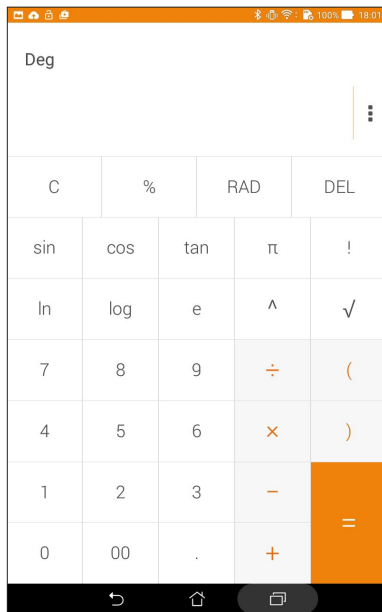 100% 18:01
Deg
C % RAD DEL
sin cos tan π !
ln log e ^ √
7 8 9 ÷ (
4 5 6 × )
1 2 3 −
=
0 00 . +